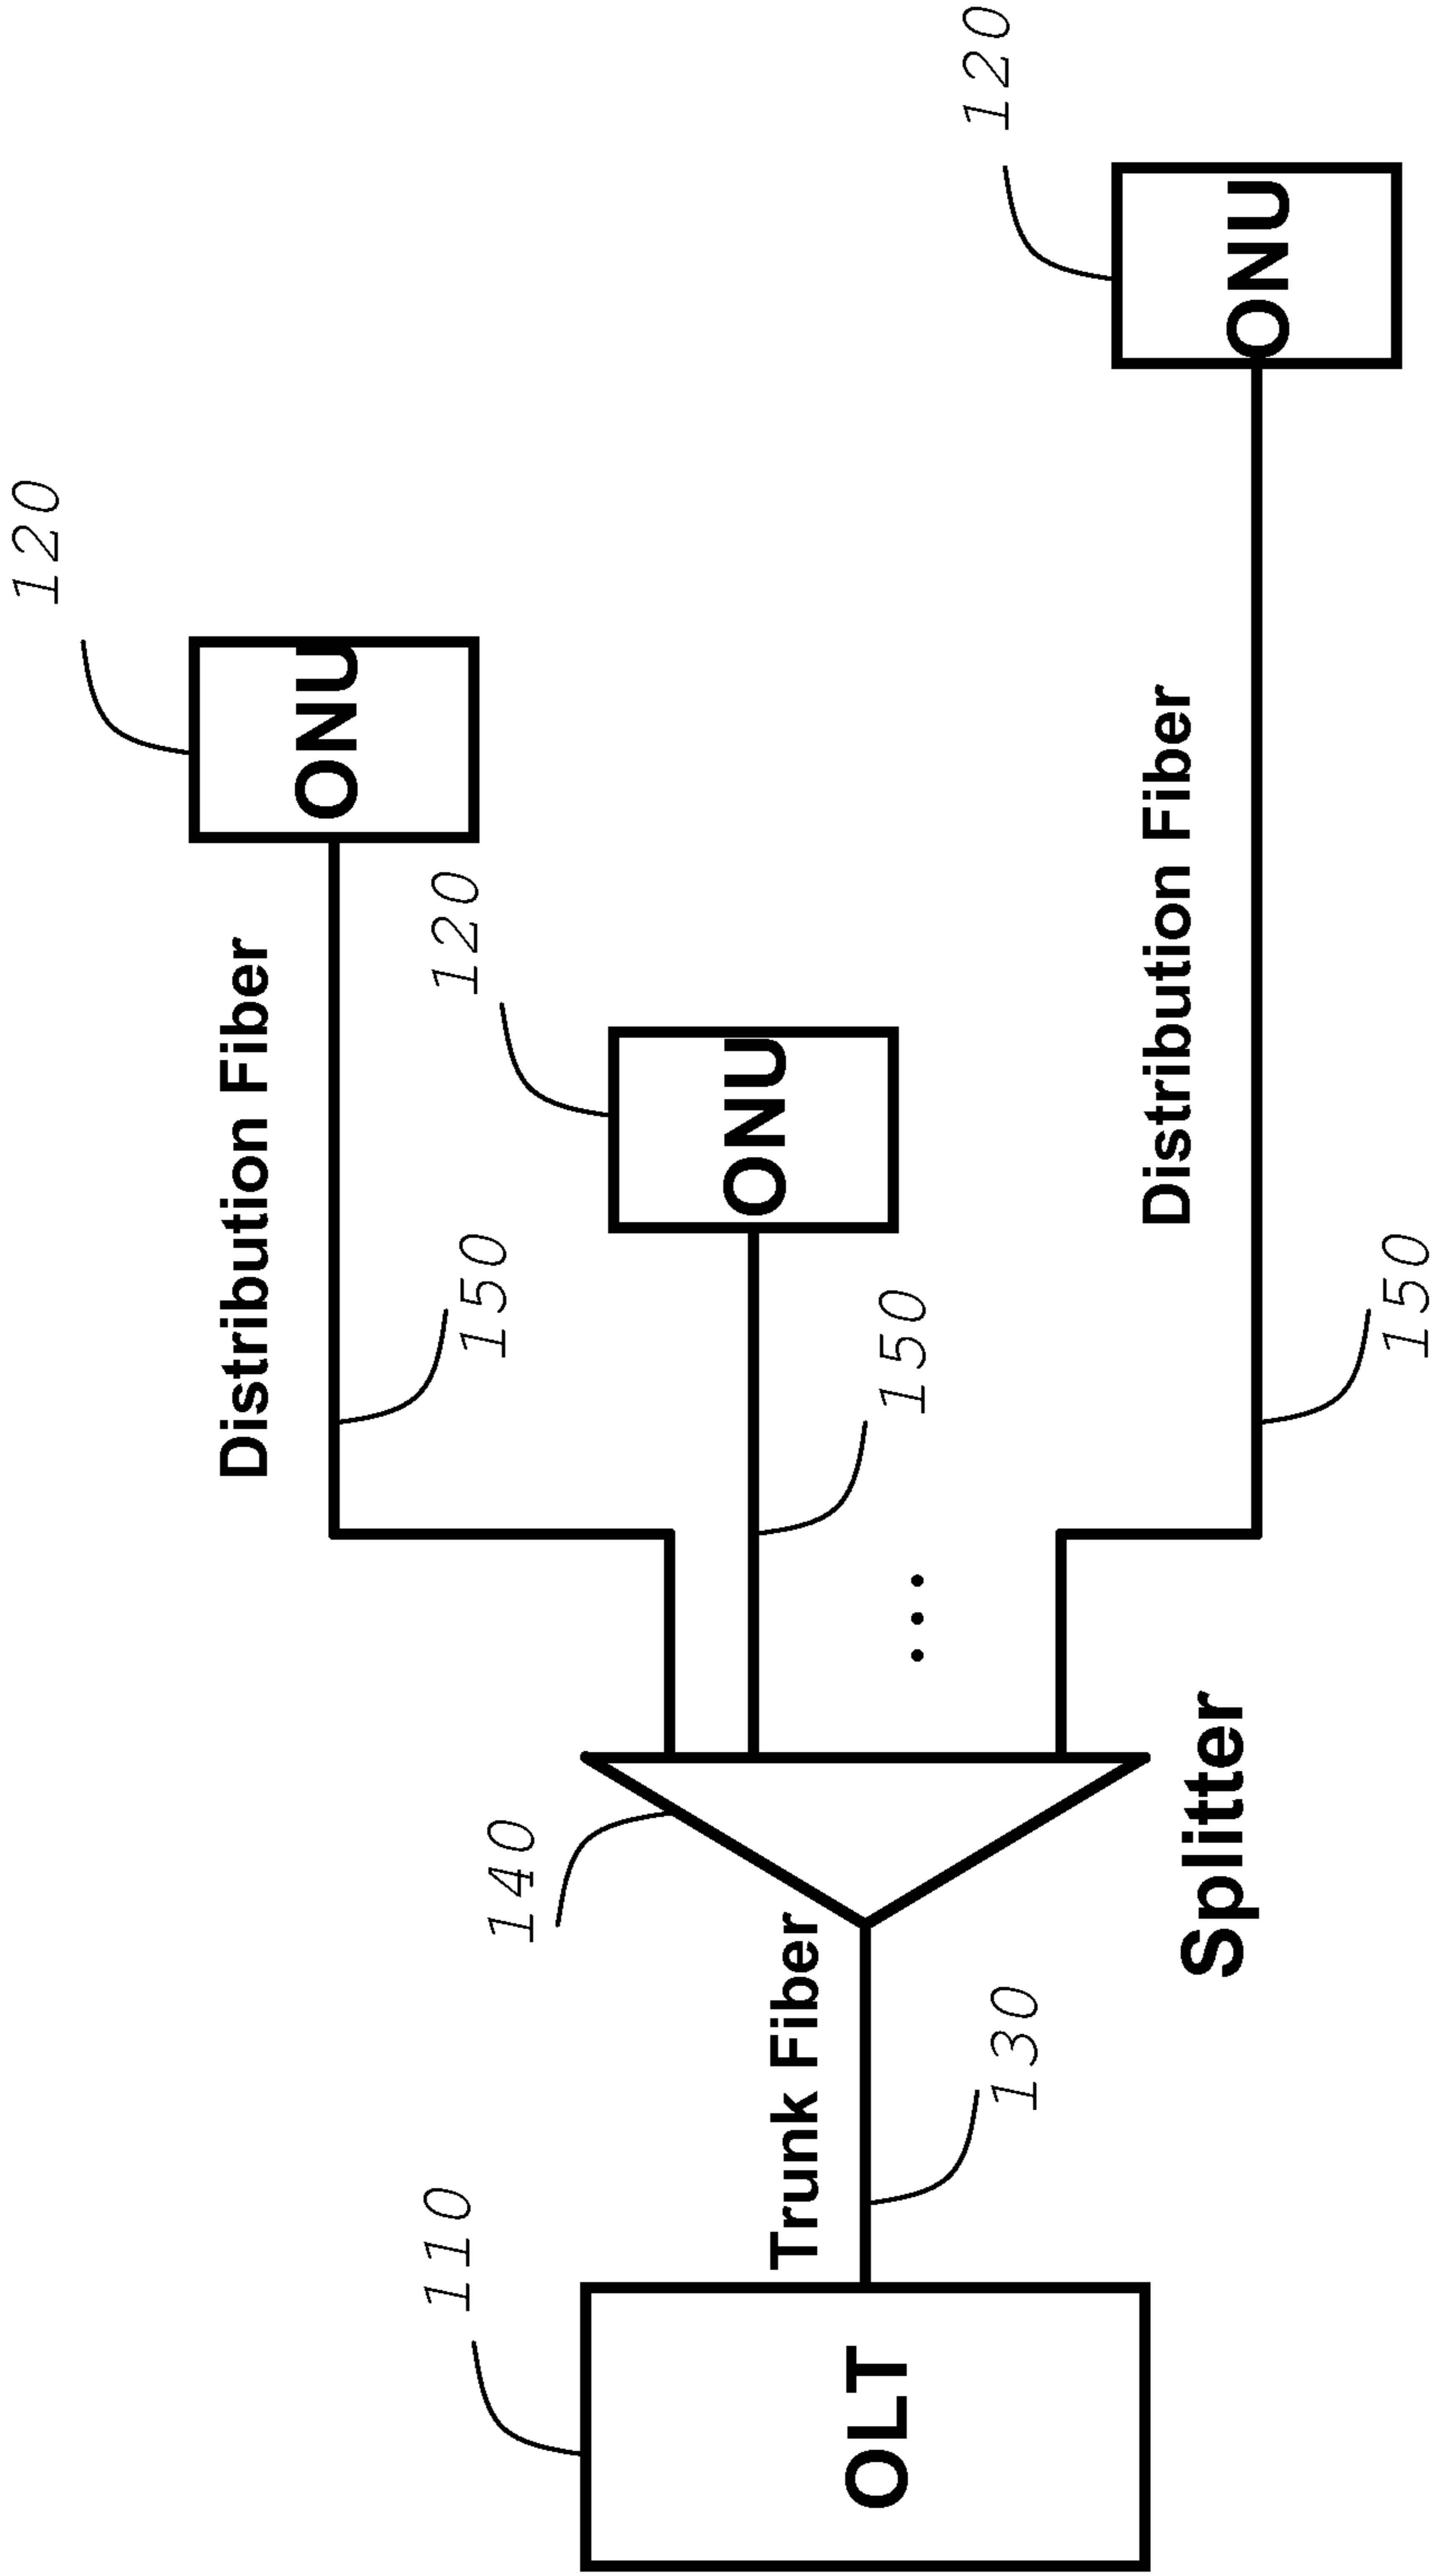 120
120
ONU
120
Distribution Fiber
ONU
ONU
150
Distribution Fiber
150
150
...
140
Trunk Fiber
Splitter
130
110
OLT